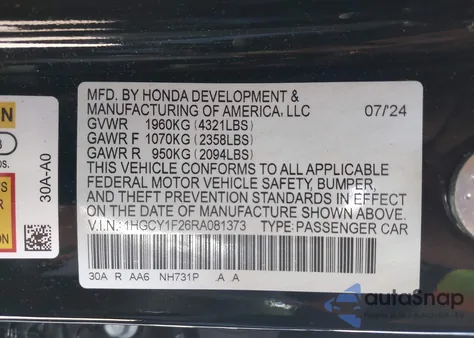 MFD. BY HONDA DEVELOPMENT &
MANUFACTURING OF AMERICA, LLC 07/24
GVWR 1960KG (4321LBS)
GAWR F 1070KG (2358LBS)
GAWR R 950KG (2094LBS)
THIS VEHICLE CONFORMS TO ALL APPLICABLE
FEDERAL MOTOR VEHICLE SAFETY, BUMPER,
AND THEFT PREVENTION STANDARDS IN EFFECT
ON THE DATE OF MANUFACTURE SHOWN ABOVE.
V.I.N.: 1HGCY1F26RA081373 TYPE: PASSENGER CAR
30A R AA6 NH731P A A
30A-A0
autoSnap